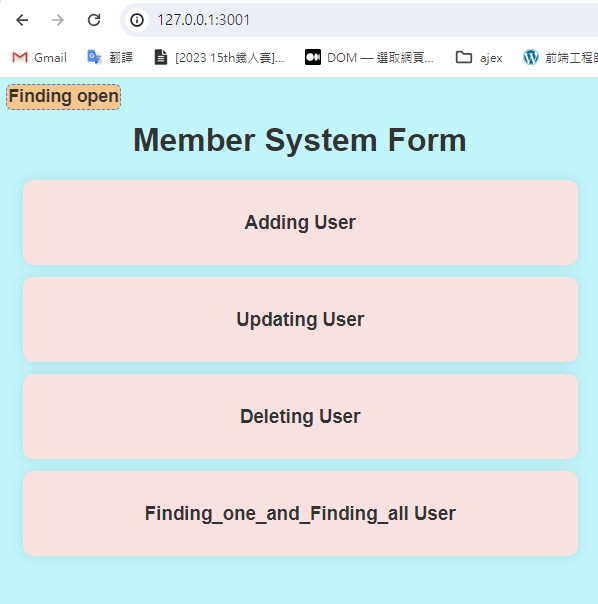 127.0.0.1:3001
Gmail 翻譯 [2023 15th鐵人賽]... DOM — 選取網頁... ajex 前端工程
Finding open
Member System Form
Adding User
Updating User
Deleting User
Finding_one_and_Finding_all User